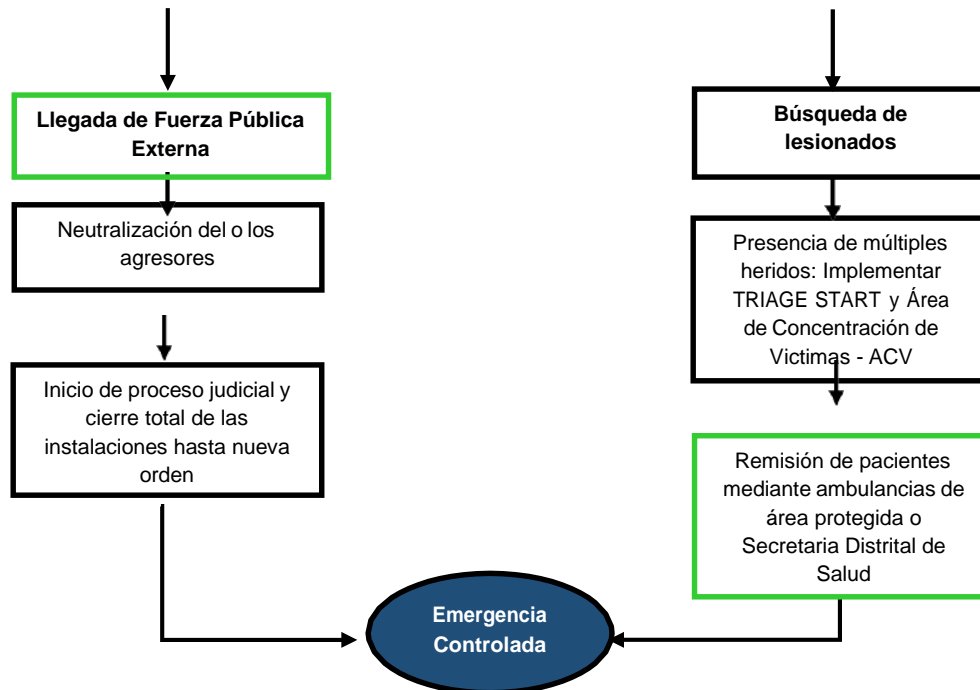 Llegada de Fuerza Pública
Externa
Neutralización del o los
agresores
Inicio de proceso judicial y
cierre total de las
instalaciones hasta nueva
orden
Búsqueda de
lesionados
Presencia de múltiples
heridos: Implementar
TRIAGE START y Área
de Concentración de
Victimas - ACV
Remisión de pacientes
mediante ambulancias de
área protegida o
Secretaria Distrital de
Salud
Emergencia
Controlada